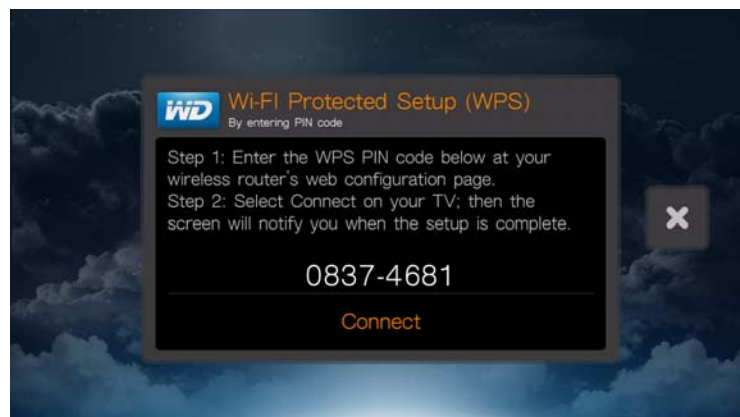 WD
Wi-FI Protected Setup (WPS)
By entering PIN code
Step 1: Enter the WPS PIN code below at your
wireless router's web configuration page.
Step 2: Select Connect on your TV; then the
screen will notify you when the setup is complete.
0837-4681
Connect